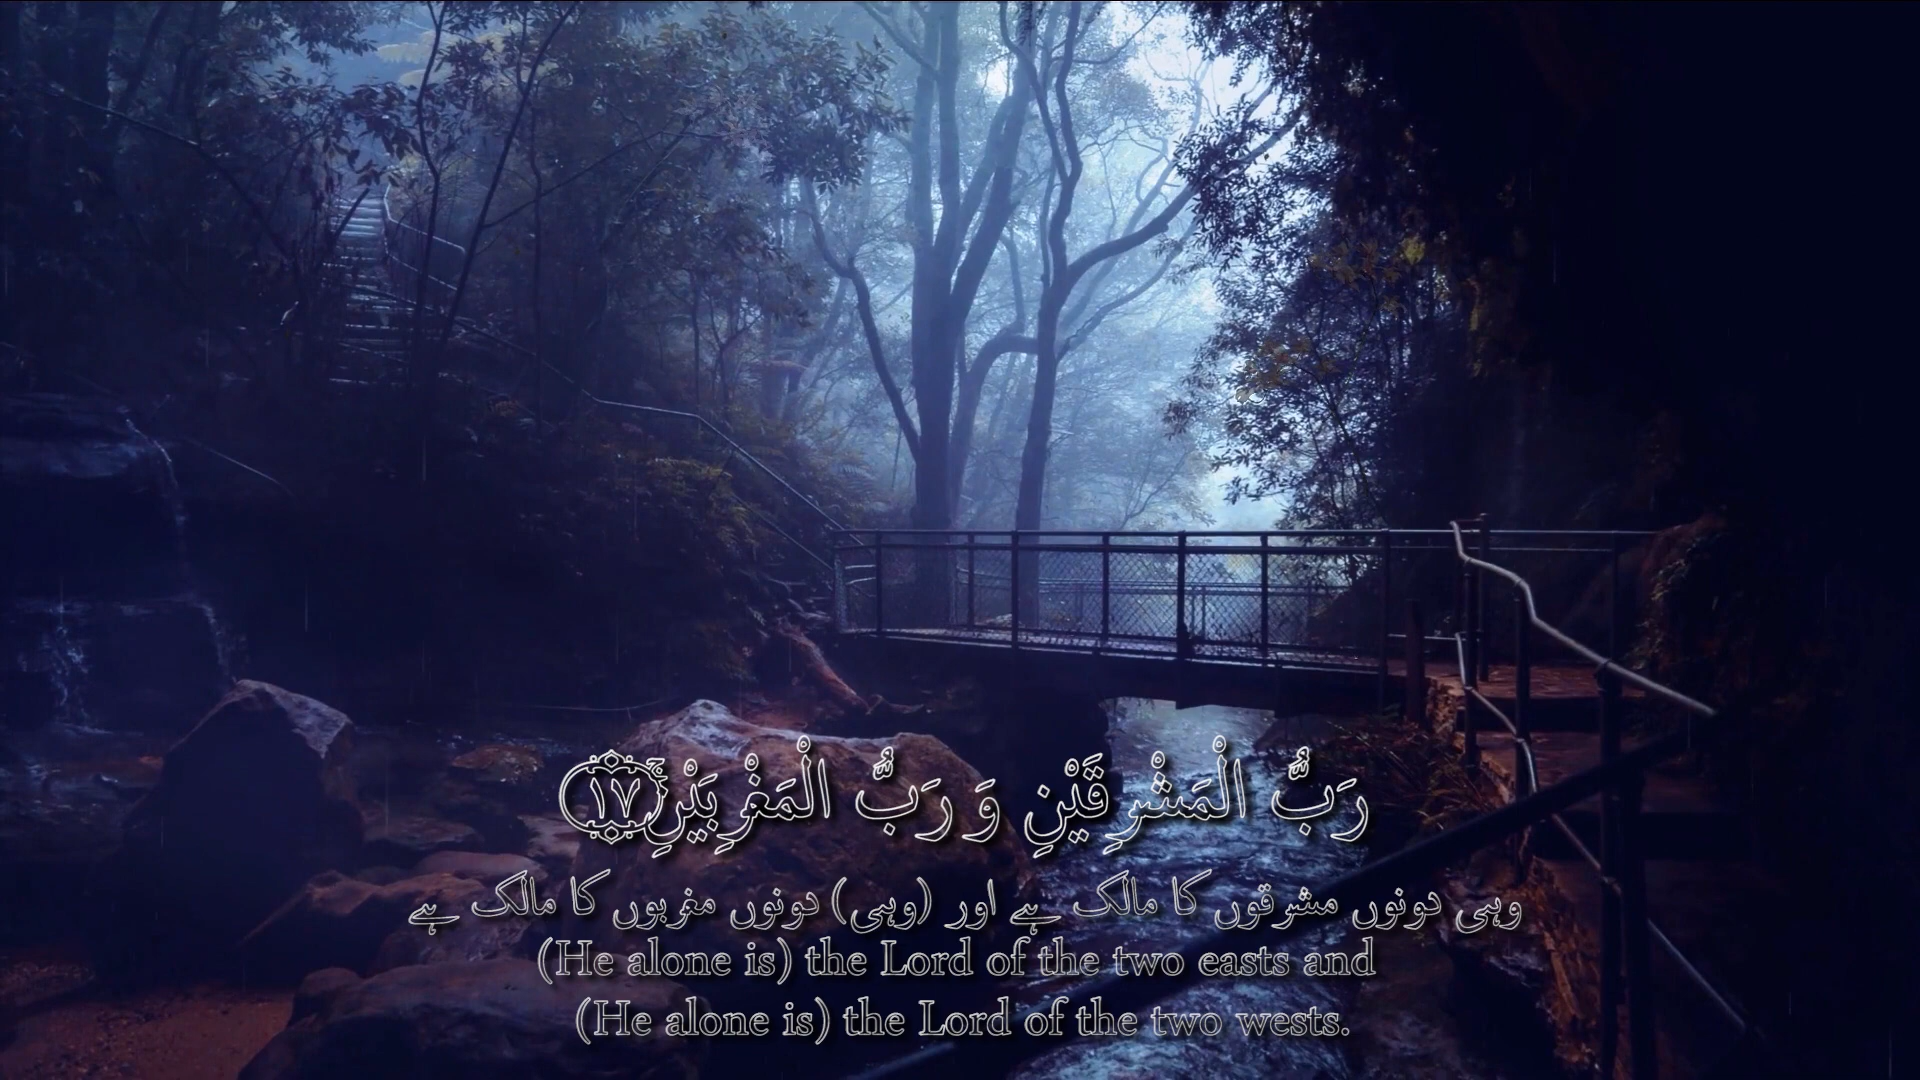 رَبُّ الْمَشْرِقَيْنِ وَ رَبُّ الْمَغْرِبَيْنِۚ ۝۱۷
وہی دونوں مشرقوں کا مالک ہے اور (وہی) دونوں مغربوں کا مالک ہے
(He alone is) the Lord of the two easts and
(He alone is) the Lord of the two wests.